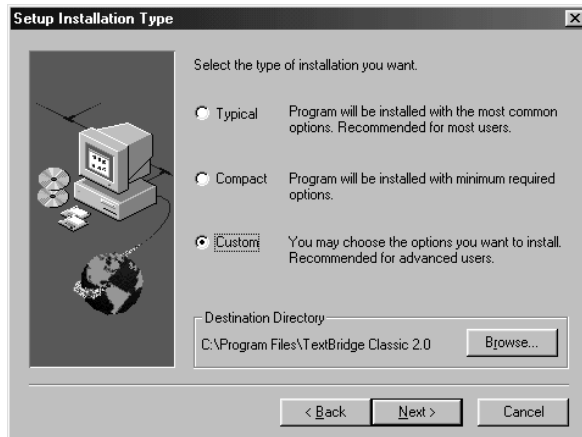 Setup Installation Type
Select the type of installation you want.
Typical Program will be installed with the most common
options. Recommended for most users.
Compact Program will be installed with minimum required
options.
Custom You may choose the options you want to install.
Recommended for advanced users.
Destination Directory
C:\Program Files\TextBridge Classic 2.0 Browse...
< Back Next > Cancel